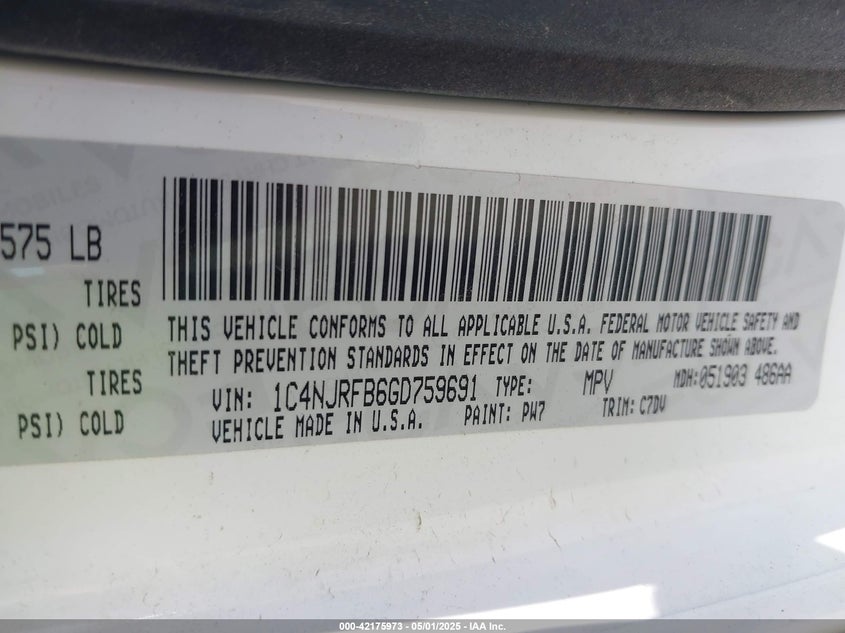 575 LB
TIRES
PSI) COLD
TIRES
PSI) COLD
THIS VEHICLE CONFORMS TO ALL APPLICABLE U.S.A. FEDERAL MOTOR VEHICLE SAFETY AND
THEFT PREVENTION STANDARDS IN EFFECT ON THE DATE OF MANUFACTURE SHOWN ABOVE.
VIN: 1C4NJRFB6GD759691 TYPE: MPV MDH:051903 486AA
VEHICLE MADE IN U.S.A. PAINT: PW7 TRIM: C7DV
000-42175973 - 05/01/2025 - IAA Inc.